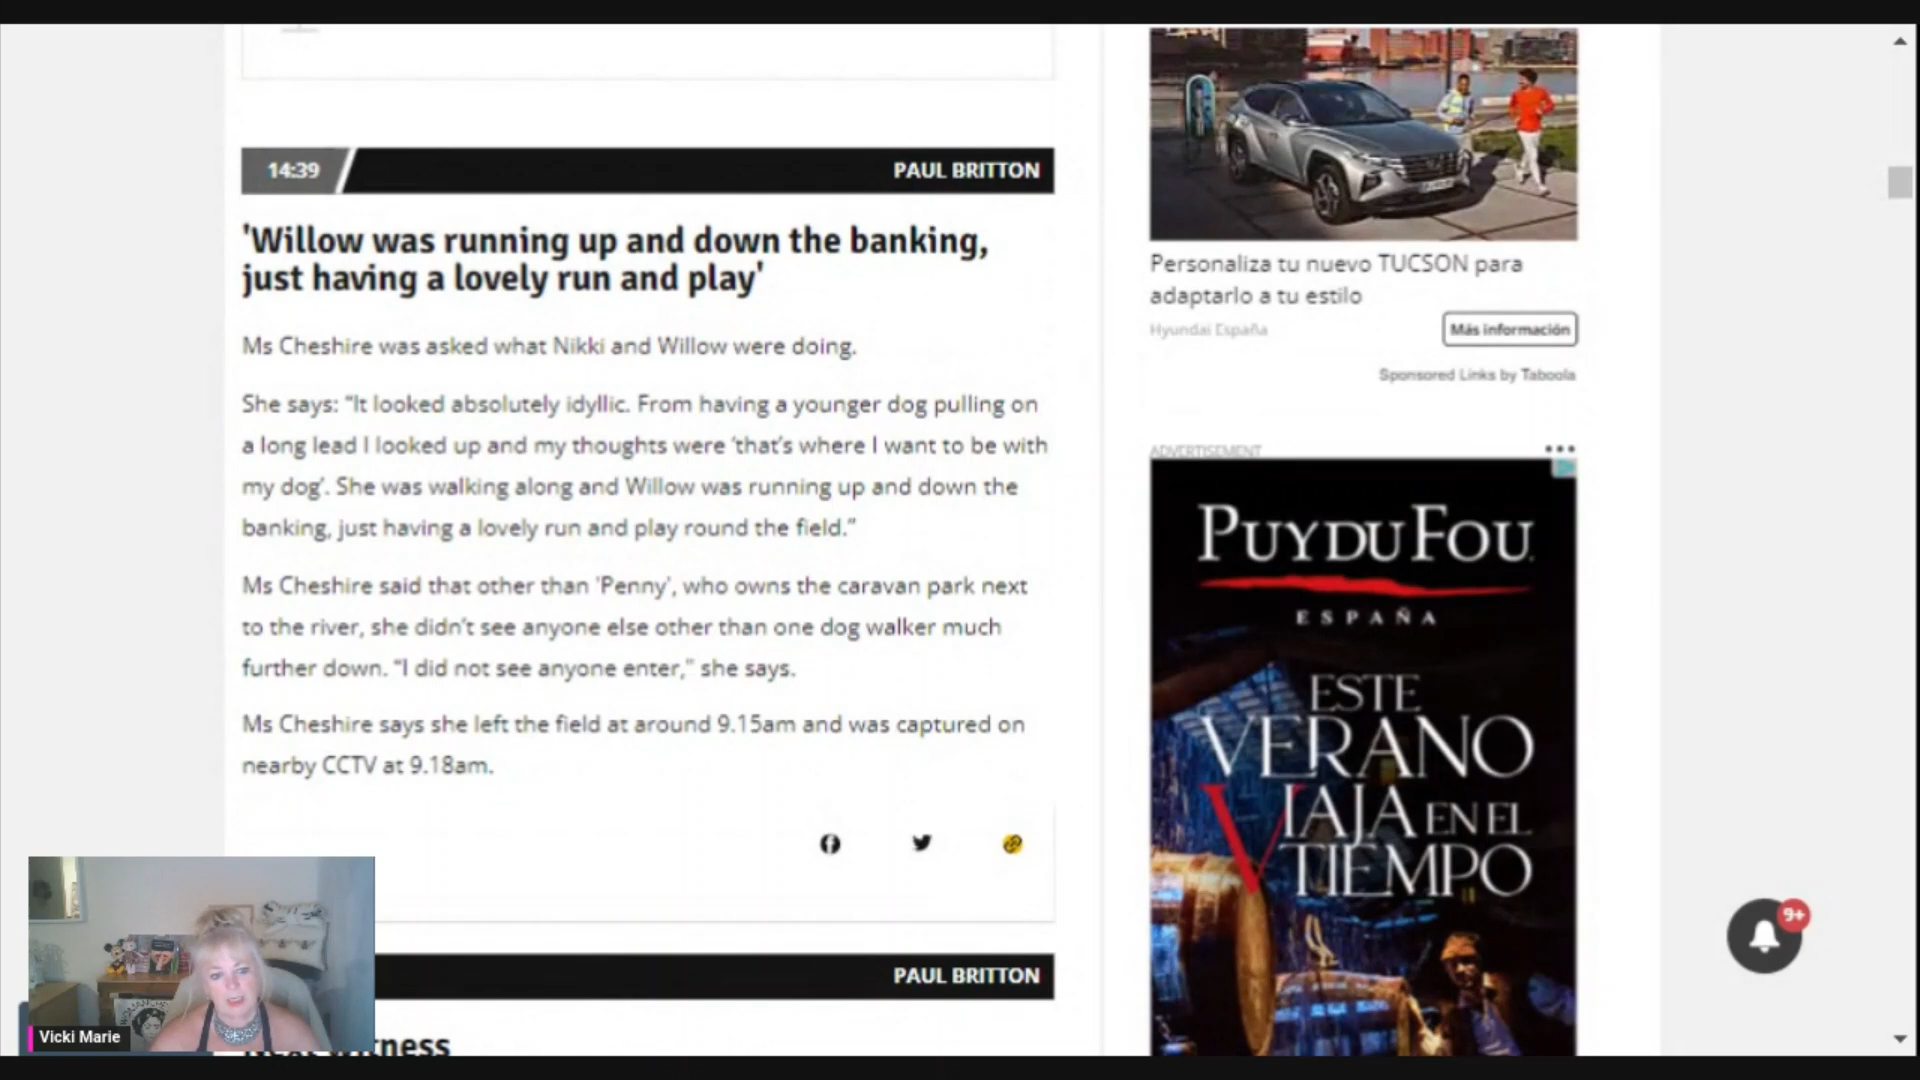 14:39
PAUL BRITTON
'Willow was running up and down the banking,
just having a lovely run and play'
Ms Cheshire was asked what Nikki and Willow were doing.
She says: “It looked absolutely idyllic. From having a younger dog pulling on
a long lead I looked up and my thoughts were ‘that’s where I want to be with
my dog’. She was walking along and Willow was running up and down the
banking, just having a lovely run and play round the field.”
Ms Cheshire said that other than 'Penny', who owns the caravan park next
to the river, she didn’t see anyone else other than one dog walker much
further down. “I did not see anyone enter,” she says.
Ms Cheshire says she left the field at around 9.15am and was captured on
nearby CCTV at 9.18am.
PAUL BRITTON
Vicki Marie
Personaliza tu nuevo TUCSON para
adaptarlo a tu estilo
Hyundai España
Más información
Sponsored Links by Taboola
ADVERTISEMENT
PUY DU FOU
ESPAÑA
ESTE
VERANO
VIAJA EN EL
TIEMPO
9+